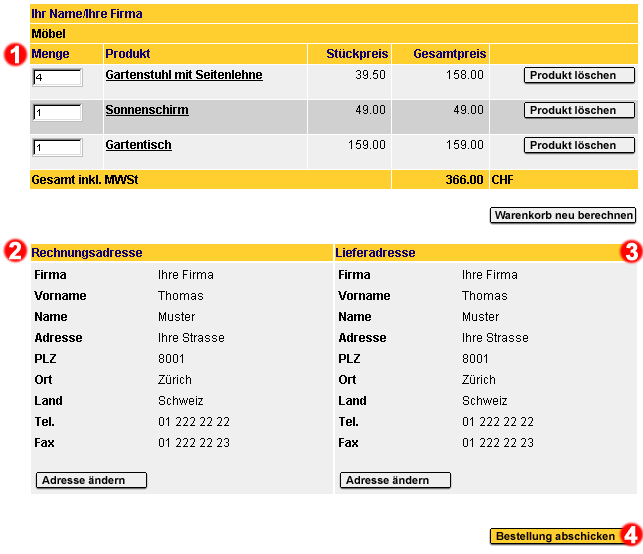 Ihr Name/Ihre Firma
Möbel
1 Menge Produkt Stückpreis Gesamtpreis
4 Gartenstuhl mit Seitenlehne 39.50 158.00 Produkt löschen
1 Sonnenschirm 49.00 49.00 Produkt löschen
1 Gartentisch 159.00 159.00 Produkt löschen
Gesamt inkl. MWSt 366.00 CHF
Warenkorb neu berechnen
2 Rechnungsadresse Lieferadresse 3
Firma Ihre Firma Firma Ihre Firma
Vorname Thomas Vorname Thomas
Name Muster Name Muster
Adresse Ihre Strasse Adresse Ihre Strasse
PLZ 8001 PLZ 8001
Ort Zürich Ort Zürich
Land Schweiz Land Schweiz
Tel. 01 222 22 22 Tel. 01 222 22 22
Fax 01 222 22 23 Fax 01 222 22 23
Adresse ändern Adresse ändern
Bestellung abschicken 4